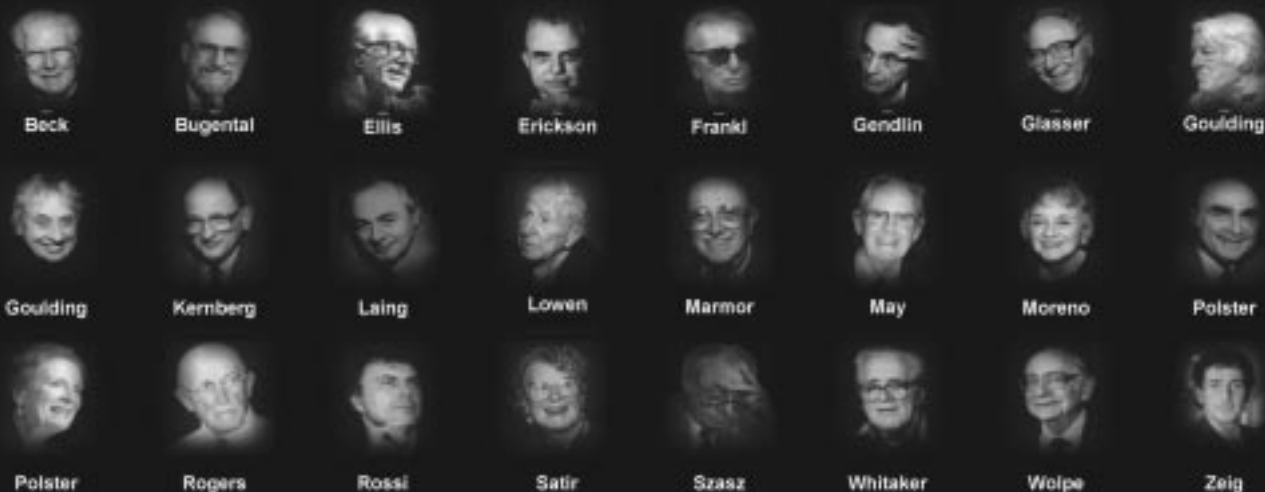 Beck Bugental Ellis Erickson Frankl Gendlin Glasser Goulding
Goulding Kernberg Laing Lowen Marmor May Moreno Polster
Polster Rogers Rossi Satir Szasz Whitaker Wolpe Zeig